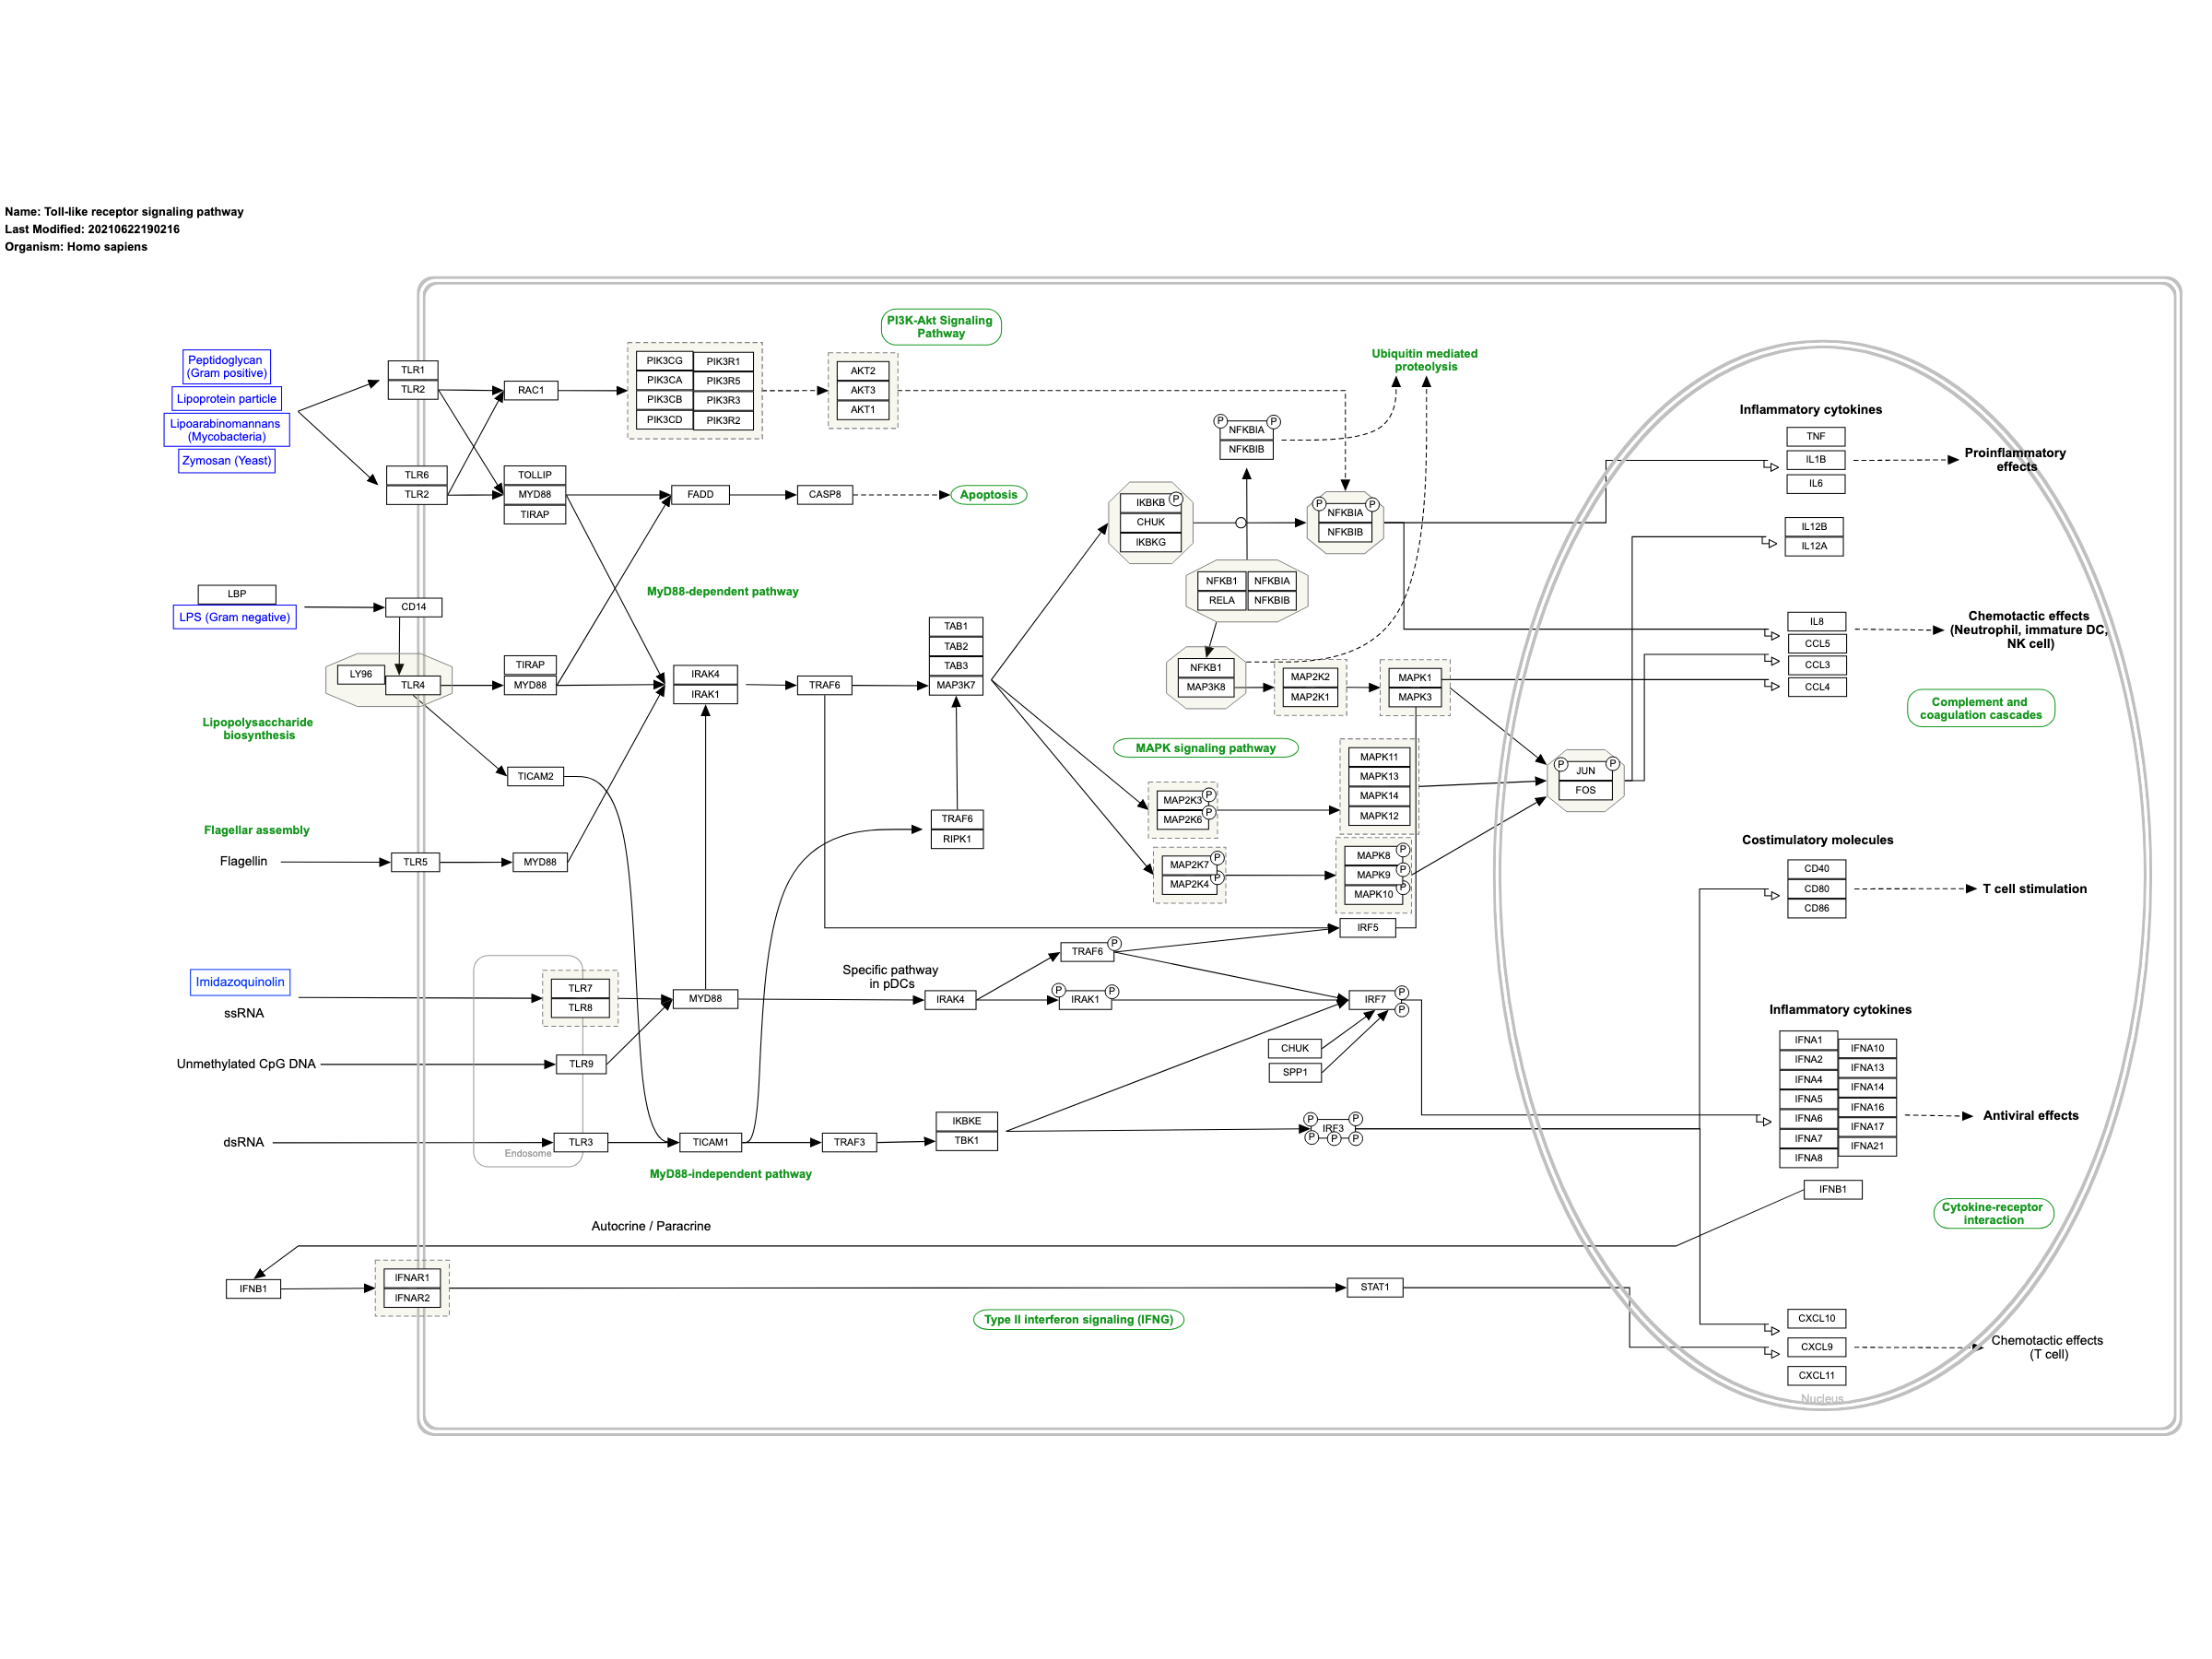 Name: Toll-like receptor signaling pathway
Last Modified: 20210622190216
Organism: Homo sapiens
PI3K-Akt Signaling
Pathway
Peptidoglycan
(Gram positive)
Lipoprotein particle
Lipoarabinomannans
(Mycobacteria)
Zymosan (Yeast)
TLR1
TLR2
TLR6
TLR2
RAC1
TOLLIP
MYD88
TIRAP
PIK3CG
PIK3CA
PIK3CB
PIK3CD
PIK3R1
PIK3R5
PIK3R3
PIK3R2
AKT2
AKT3
AKT1
FADD
CASP8
Apoptosis
Ubiquitin mediated
proteolysis
P
P
NFKBIA
NFKBIB
IKBKB
P
CHUK
IKBKG
P
P
NFKBIA
NFKBIB
NFKB1
RELA
NFKBIA
NFKBIB
NFKB1
MAP3K8
MAP2K2
MAP2K1
MAPK1
MAPK3
Inflammatory cytokines
TNF
IL1B
IL6
Proinflammatory
effects
IL12B
IL12A
IL8
CCL5
CCL3
CCL4
Chemotactic effects
(Neutrophil, immature DC,
NK cell)
Complement and
coagulation cascades
LBP
LPS (Gram negative)
CD14
LY96
TLR4
Lipopolysaccharide
biosynthesis
TIRAP
MYD88
MyD88-dependent pathway
IRAK4
IRAK1
TRAF6
TAB1
TAB2
TAB3
MAP3K7
TICAM2
TRAF6
RIPK1
MAPK signaling pathway
MAP2K3
P
MAP2K6
P
MAP2K7
P
MAP2K4
P
MAPK11
MAPK13
MAPK14
MAPK12
MAPK8
P
MAPK9
P
MAPK10
P
IRF5
P
P
JUN
FOS
Flagellar assembly
Flagellin
TLR5
MYD88
Costimulatory molecules
CD40
CD80
CD86
T cell stimulation
Imidazoquinolin
ssRNA
Unmethylated CpG DNA
dsRNA
TLR7
TLR8
TLR9
TLR3
Endosome
MYD88
Specific pathway
in pDCs
IRAK4
TRAF6
P
P
IRAK1
P
IRF7
P
P
CHUK
SPP1
TICAM1
TRAF3
IKBKE
TBK1
P
P
IRF3
P
P
P
MyD88-independent pathway
Inflammatory cytokines
IFNA1
IFNA2
IFNA4
IFNA5
IFNA6
IFNA7
IFNA8
IFNA10
IFNA13
IFNA14
IFNA16
IFNA17
IFNA21
Antiviral effects
IFNB1
Cytokine-receptor
interaction
Autocrine / Paracrine
IFNB1
IFNAR1
IFNAR2
STAT1
Type II interferon signaling (IFNG)
CXCL10
CXCL9
CXCL11
Chemotactic effects
(T cell)
Nucleus